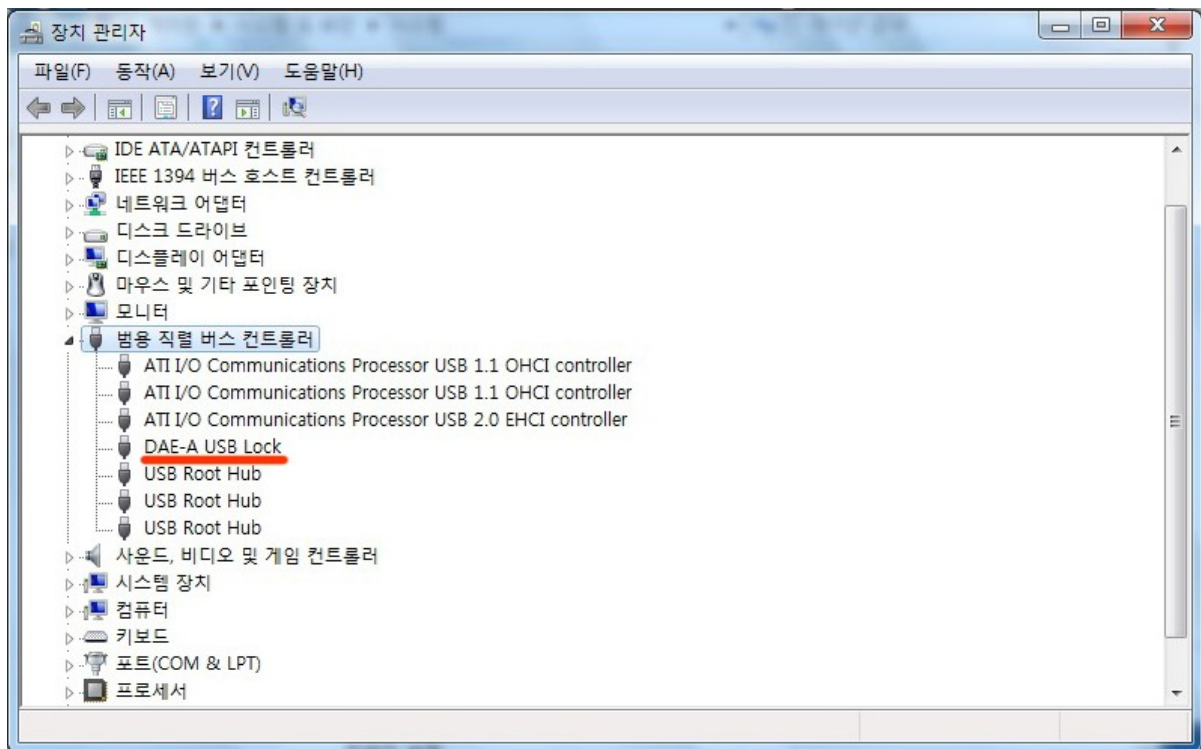 장치 관리자
파일(F) 동작(A) 보기(V) 도움말(H)
IDE ATA/ATAPI 컨트롤러
IEEE 1394 버스 호스트 컨트롤러
네트워크 어댑터
디스크 드라이브
디스플레이 어댑터
마우스 및 기타 포인팅 장치
모니터
범용 직렬 버스 컨트롤러
ATI I/O Communications Processor USB 1.1 OHCI controller
ATI I/O Communications Processor USB 1.1 OHCI controller
ATI I/O Communications Processor USB 2.0 EHCI controller
DAE-A USB Lock
USB Root Hub
USB Root Hub
USB Root Hub
사운드, 비디오 및 게임 컨트롤러
시스템 장치
컴퓨터
키보드
포트(COM & LPT)
프로세서